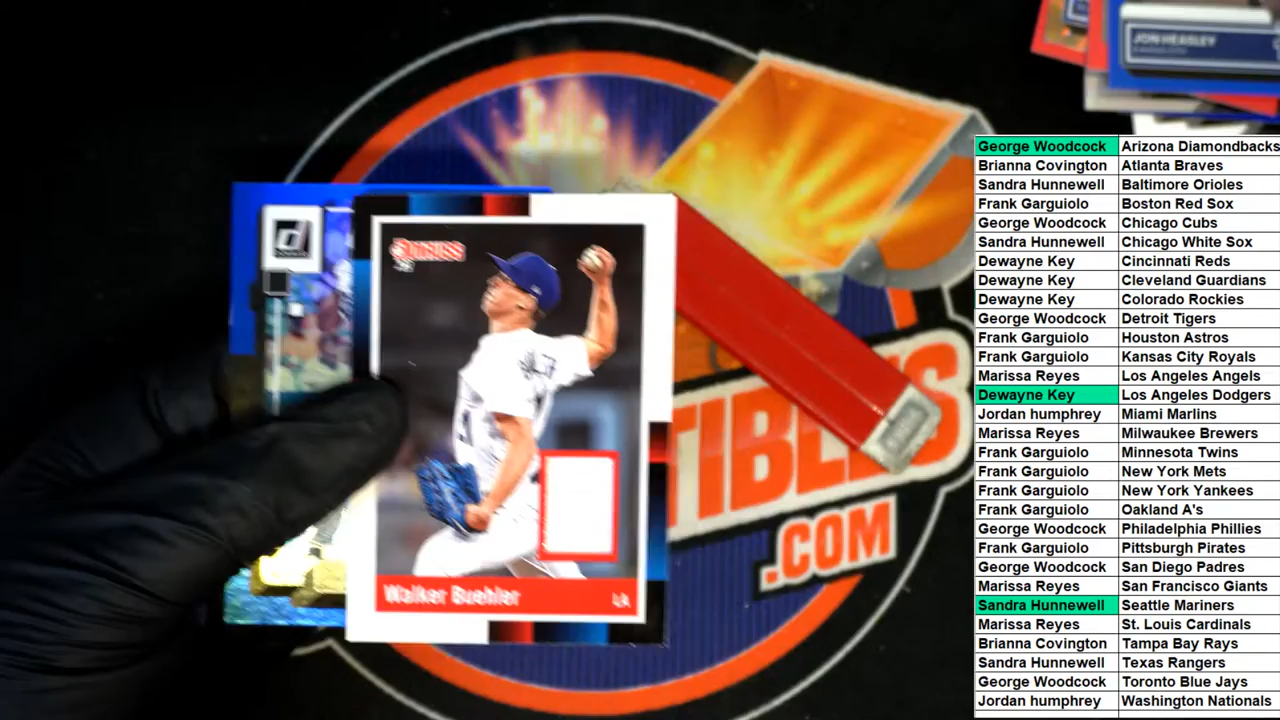 JON HEASLEY
Donruss
Walker Buehler LA
TIBLES
.COM
George Woodcock Arizona Diamondbacks
Brianna Covington Atlanta Braves
Sandra Hunnewell Baltimore Orioles
Frank Garguiolo Boston Red Sox
George Woodcock Chicago Cubs
Sandra Hunnewell Chicago White Sox
Dewayne Key Cincinnati Reds
Dewayne Key Cleveland Guardians
Dewayne Key Colorado Rockies
George Woodcock Detroit Tigers
Frank Garguiolo Houston Astros
Frank Garguiolo Kansas City Royals
Marissa Reyes Los Angeles Angels
Dewayne Key Los Angeles Dodgers
Jordan humphrey Miami Marlins
Marissa Reyes Milwaukee Brewers
Frank Garguiolo Minnesota Twins
Frank Garguiolo New York Mets
Frank Garguiolo New York Yankees
Frank Garguiolo Oakland A's
George Woodcock Philadelphia Phillies
Frank Garguiolo Pittsburgh Pirates
George Woodcock San Diego Padres
Marissa Reyes San Francisco Giants
Sandra Hunnewell Seattle Mariners
Marissa Reyes St. Louis Cardinals
Brianna Covington Tampa Bay Rays
Sandra Hunnewell Texas Rangers
George Woodcock Toronto Blue Jays
Jordan humphrey Washington Nationals